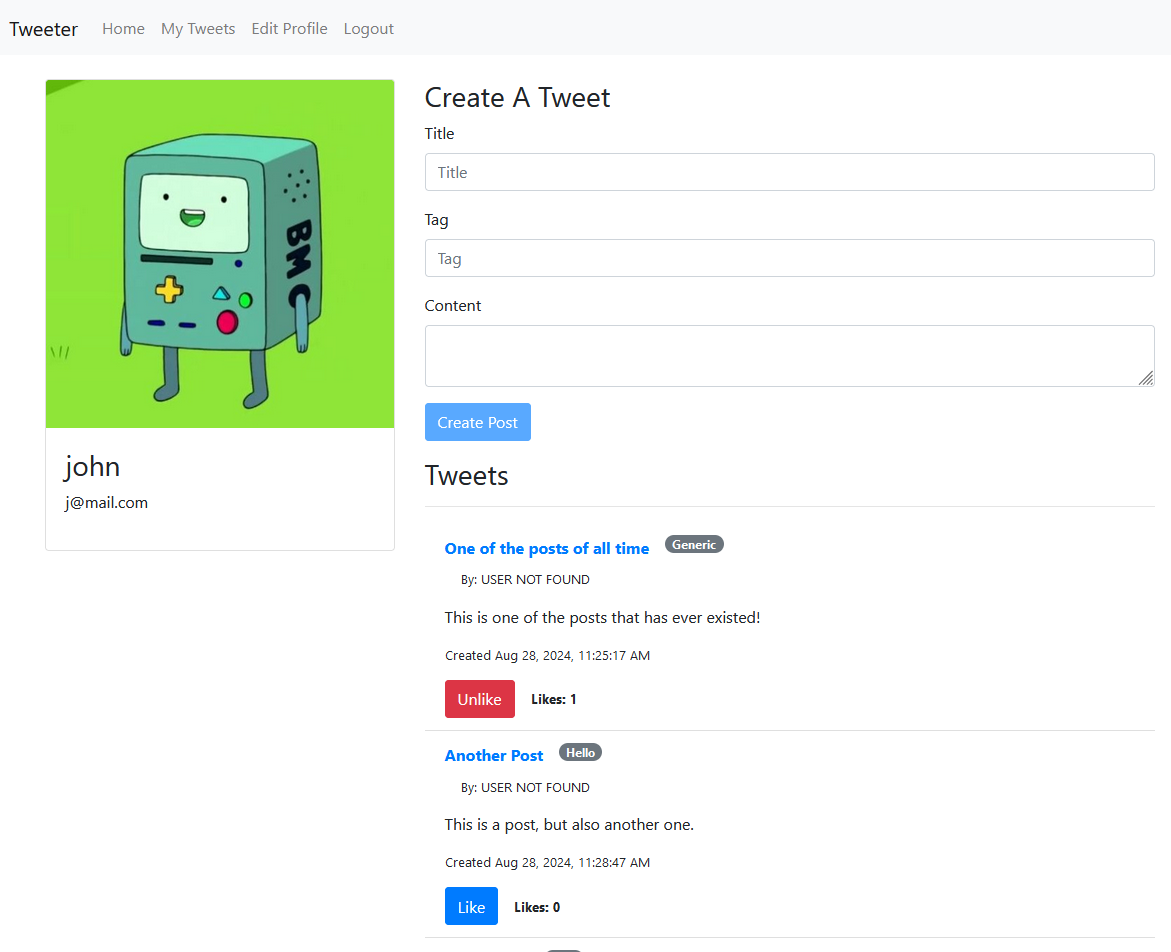 Tweeter Home My Tweets Edit Profile Logout
BMO
john
j@mail.com
Create A Tweet
Title
Title
Tag
Tag
Content
Create Post
Tweets
One of the posts of all time Generic
By: USER NOT FOUND
This is one of the posts that has ever existed!
Created Aug 28, 2024, 11:25:17 AM
Unlike Likes: 1
Another Post Hello
By: USER NOT FOUND
This is a post, but also another one.
Created Aug 28, 2024, 11:28:47 AM
Like Likes: 0